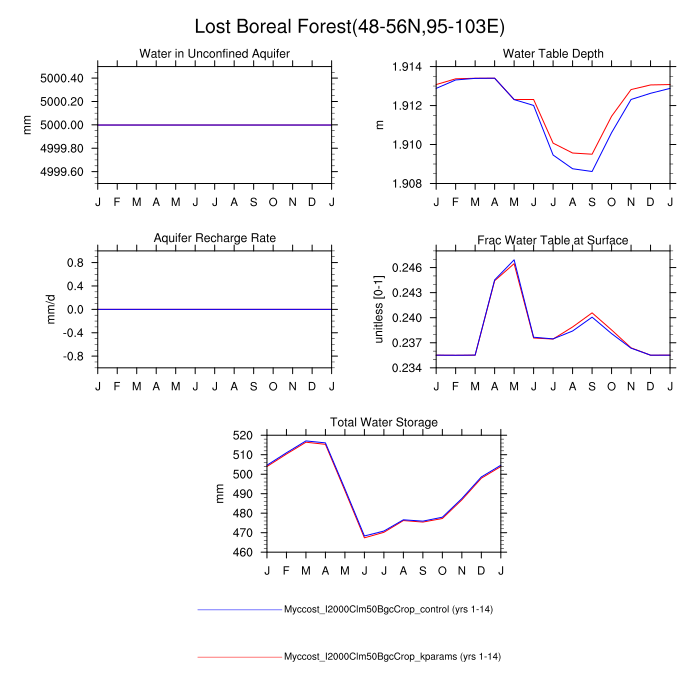 Lost Boreal Forest(48-56N,95-103E)
Water in Unconfined Aquifer
5000.40
5000.20
5000.00
4999.80
4999.60
mm
J F M A M J J A S O N D J
Water Table Depth
1.914
1.912
1.910
1.908
m
J F M A M J J A S O N D J
Aquifer Recharge Rate
0.8
0.4
0.0
-0.4
-0.8
mm/d
J F M A M J J A S O N D J
Frac Water Table at Surface
0.246
0.243
0.240
0.237
0.234
unitless [0-1]
J F M A M J J A S O N D J
Total Water Storage
520
510
500
490
480
470
460
mm
J F M A M J J A S O N D J
Myccost_I2000Clm50BgcCrop_control (yrs 1-14)
Myccost_I2000Clm50BgcCrop_kparams (yrs 1-14)